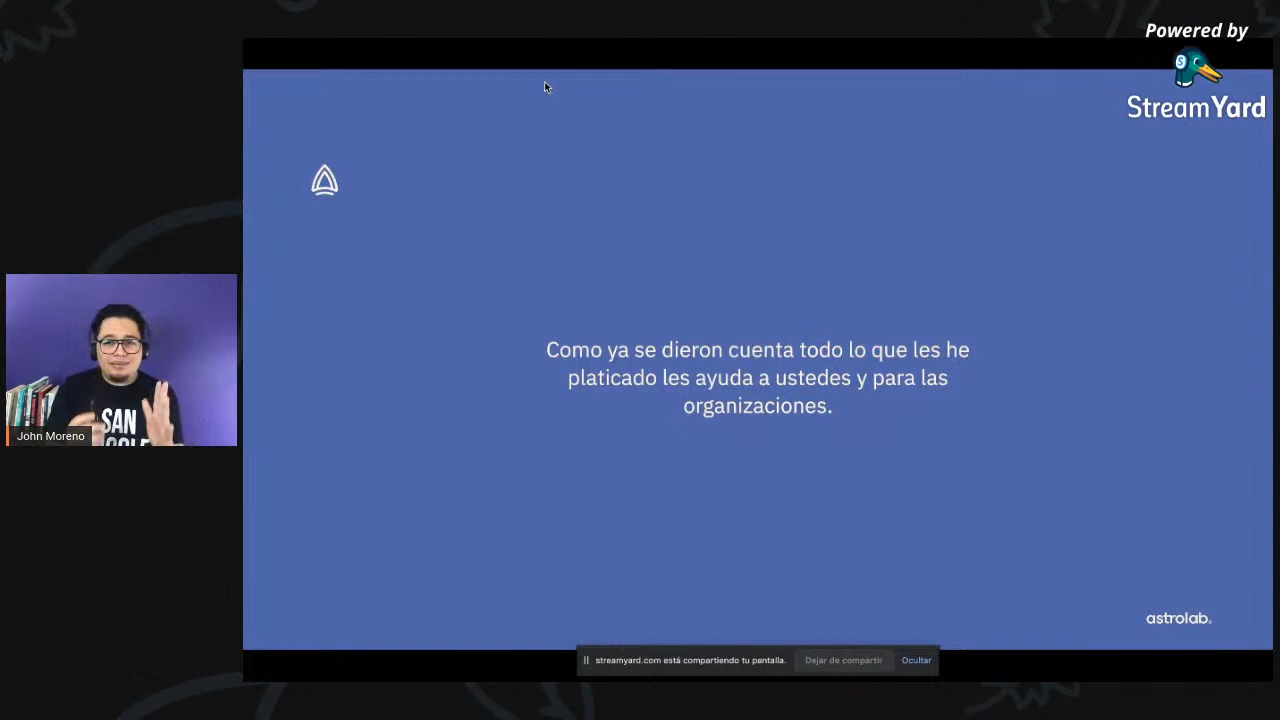 Powered by
StreamYard
Como ya se dieron cuenta todo lo que les he
platicado les ayuda a ustedes y para las
organizaciones.
SAN
John Moreno
astrolab.
streamyard.com está compartiendo tu pantalla.
Dejar de compartir
Ocultar